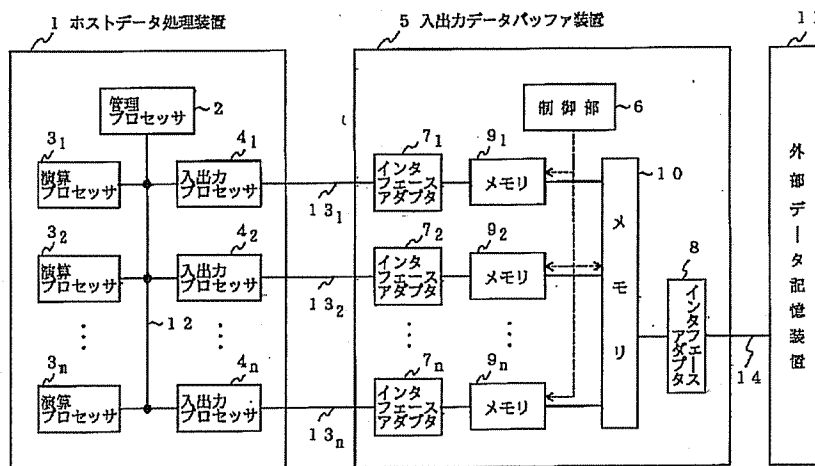 1 ホストデータ処理装置
5 入出力データバッファ装置
11
管理
プロセッサ
2
制御部
6
3₁
演算
プロセッサ
4₁
入出力
プロセッサ
13₁
7₁
インタ
フェース
アダプタ
9₁
メモリ
10
メモリ
3₂
演算
プロセッサ
4₂
入出力
プロセッサ
13₂
7₂
インタ
フェース
アダプタ
9₂
メモリ
8
インタ
フェース
アダプタ
14
外部データ記憶装置
12
3n
演算
プロセッサ
4n
入出力
プロセッサ
13n
7n
インタ
フェース
アダプタ
9n
メモリ